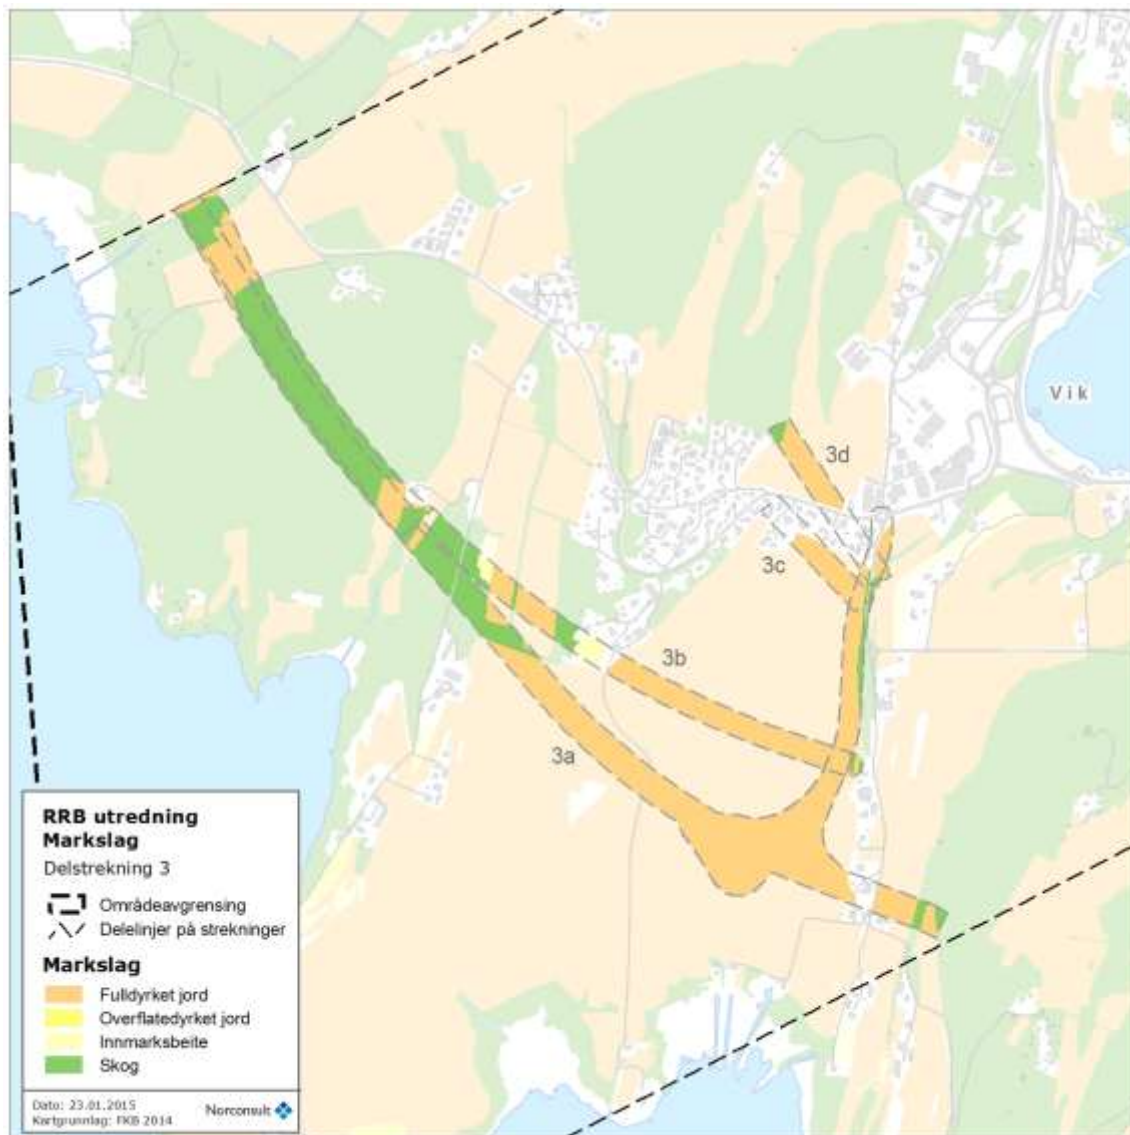 Vik
3d
3c
3b
3a
RRB utredning
Markslag
Delstrekning 3
Områdeavgrensing
Delelinjer på strekninger
Markslag
Fulldyrket jord
Overflatedyrket jord
Innmarksbeite
Skog
Dato: 23.01.2015
Kartgrunnlag: FKB 2014
Norconsult